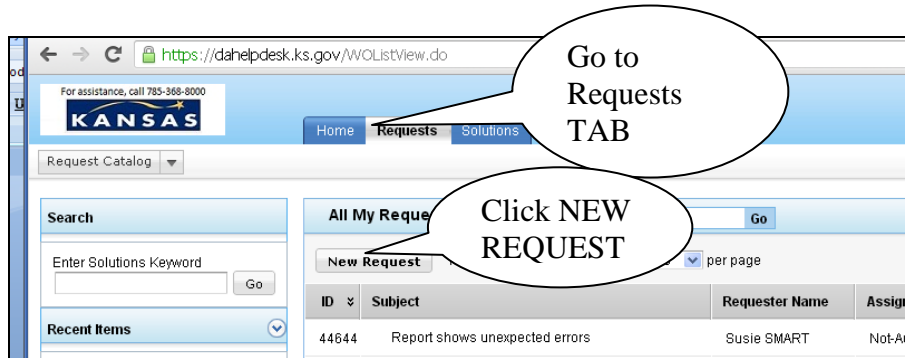 od
https://dahelpdesk.ks.gov/WOListView.do
Go to
Requests
TAB
For assistance, call 785-368-8000
U
KANSAS
Home Requests Solutions
Request Catalog
Search
All My Reque
Click NEW
REQUEST
Go
Enter Solutions Keyword
Go
New Request
per page
ID Subject Requester Name Assig
Recent Items
44644 Report shows unexpected errors Susie SMART Not-A